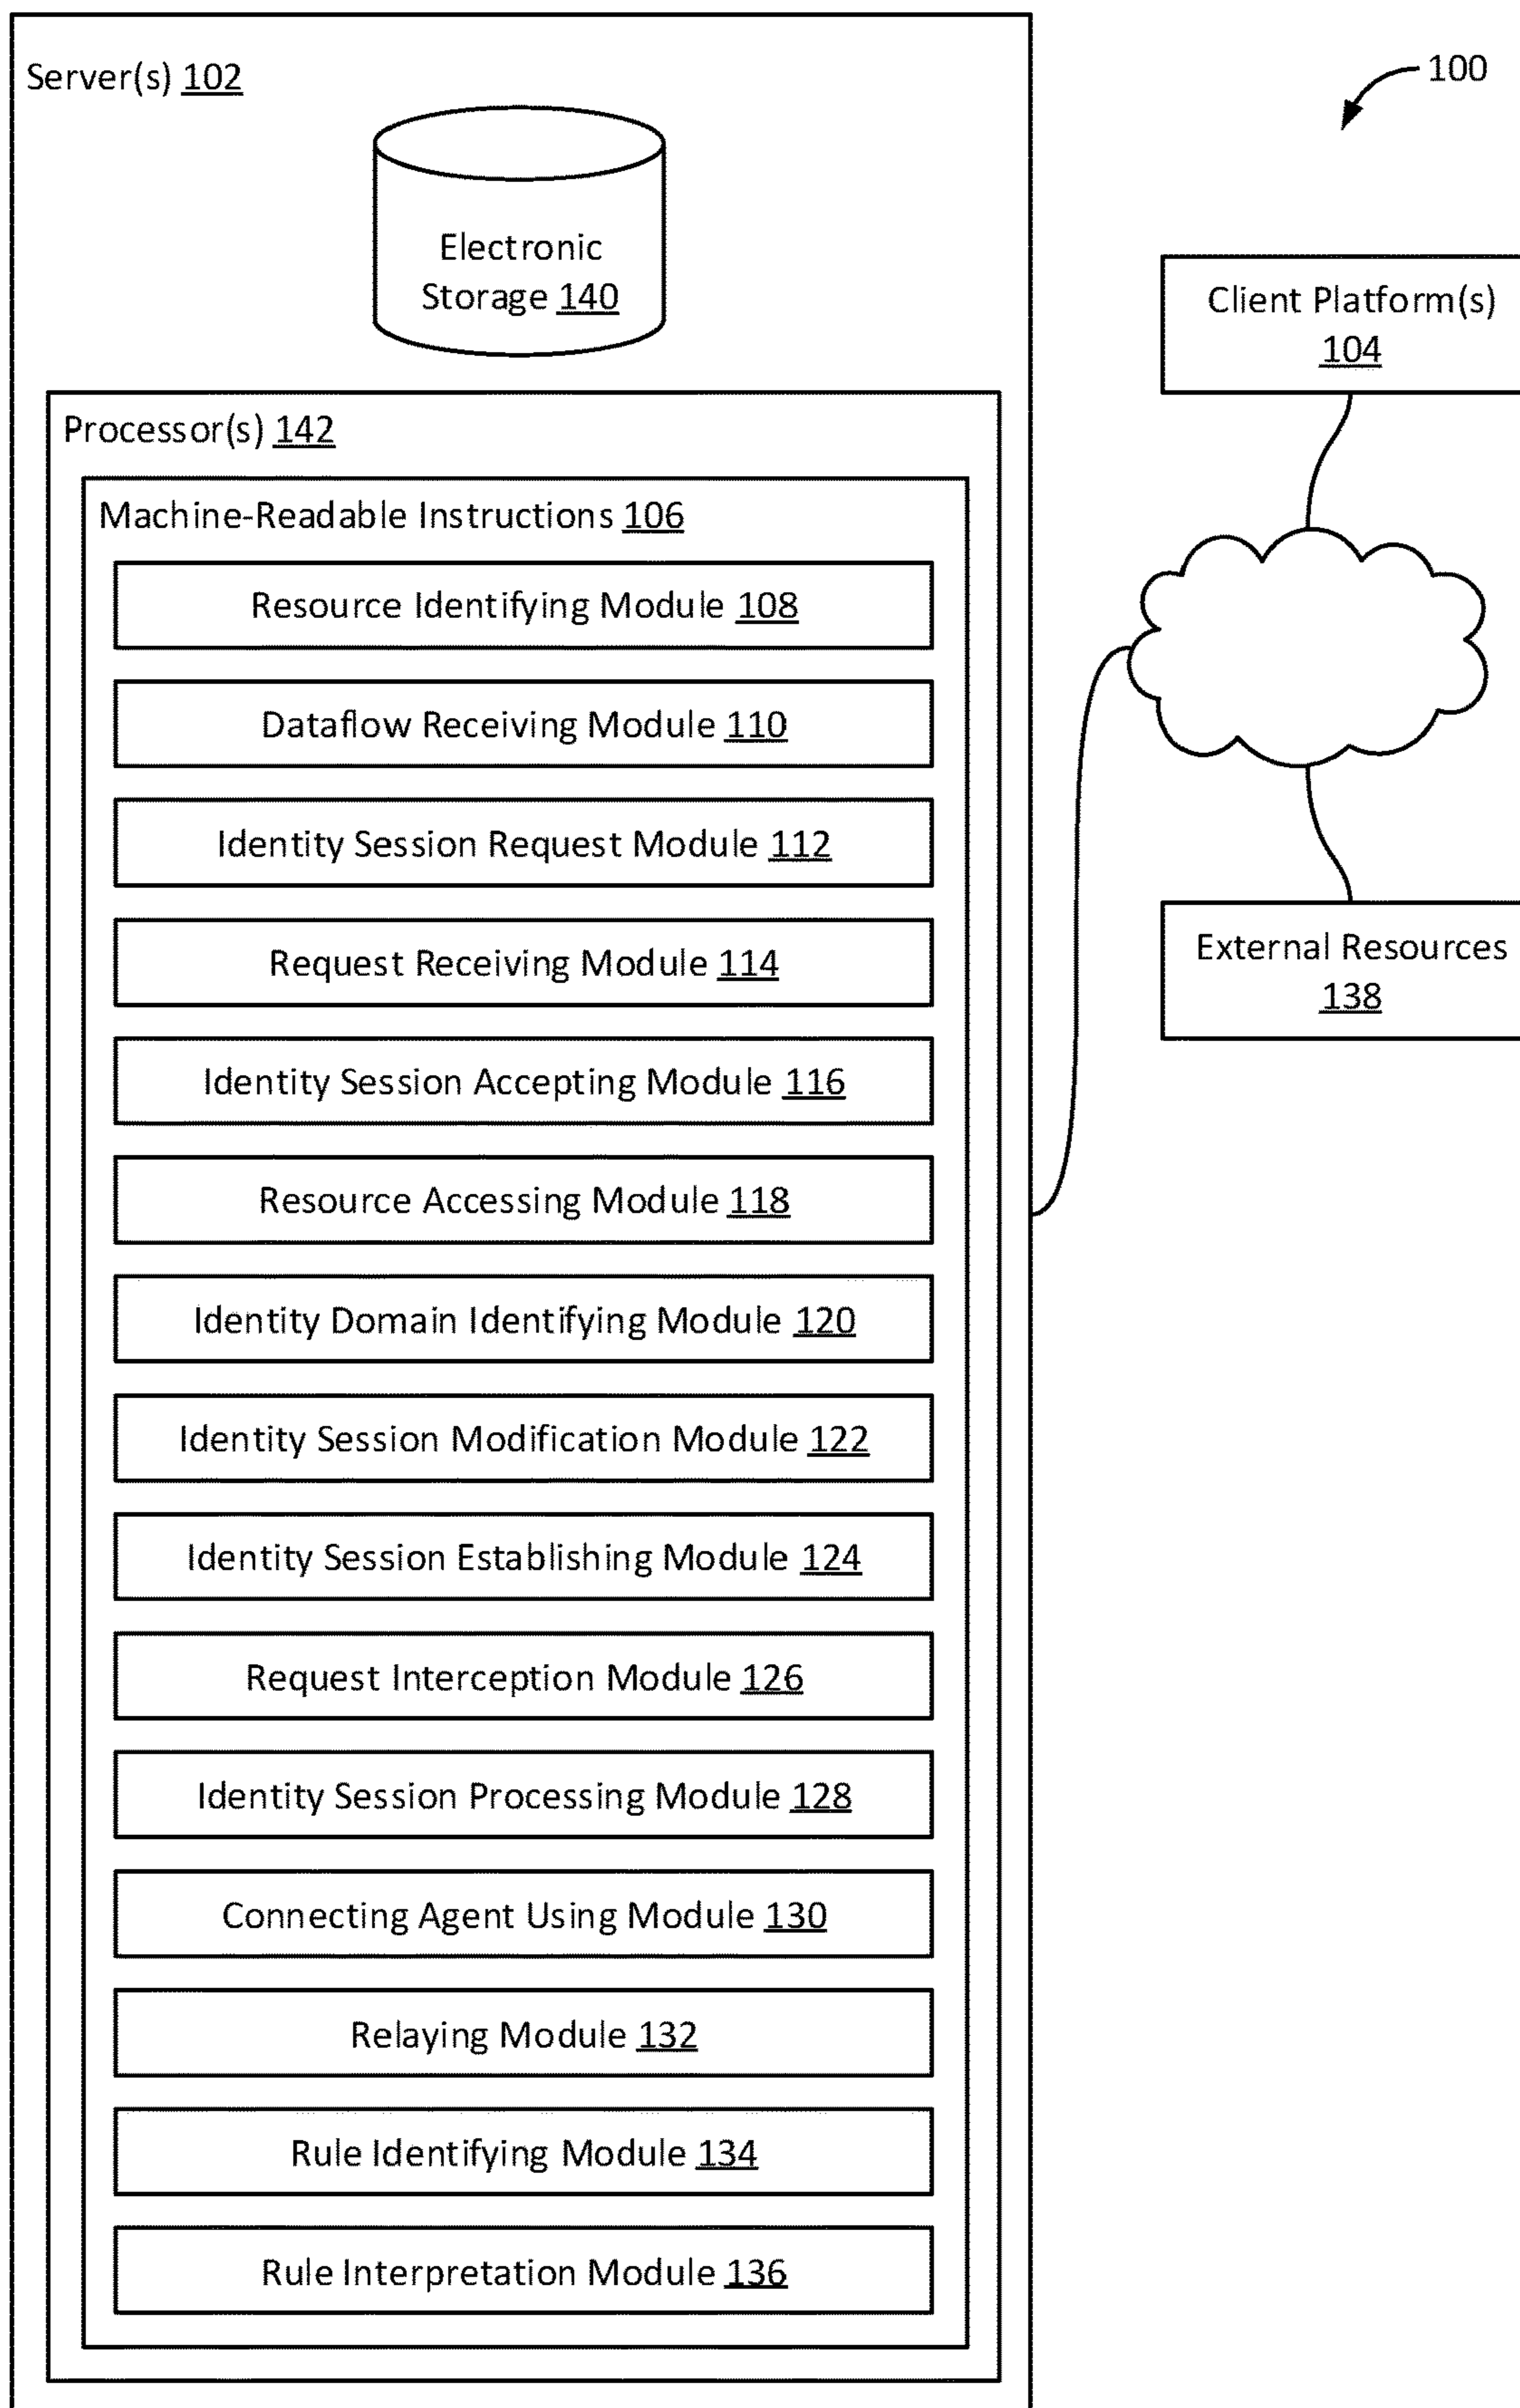 Server(s) 102
100
Electronic
Storage 140
Client Platform(s)
104
Processor(s) 142
Machine-Readable Instructions 106
Resource Identifying Module 108
Dataflow Receiving Module 110
Identity Session Request Module 112
Request Receiving Module 114
External Resources
138
Identity Session Accepting Module 116
Resource Accessing Module 118
Identity Domain Identifying Module 120
Identity Session Modification Module 122
Identity Session Establishing Module 124
Request Interception Module 126
Identity Session Processing Module 128
Connecting Agent Using Module 130
Relaying Module 132
Rule Identifying Module 134
Rule Interpretation Module 136